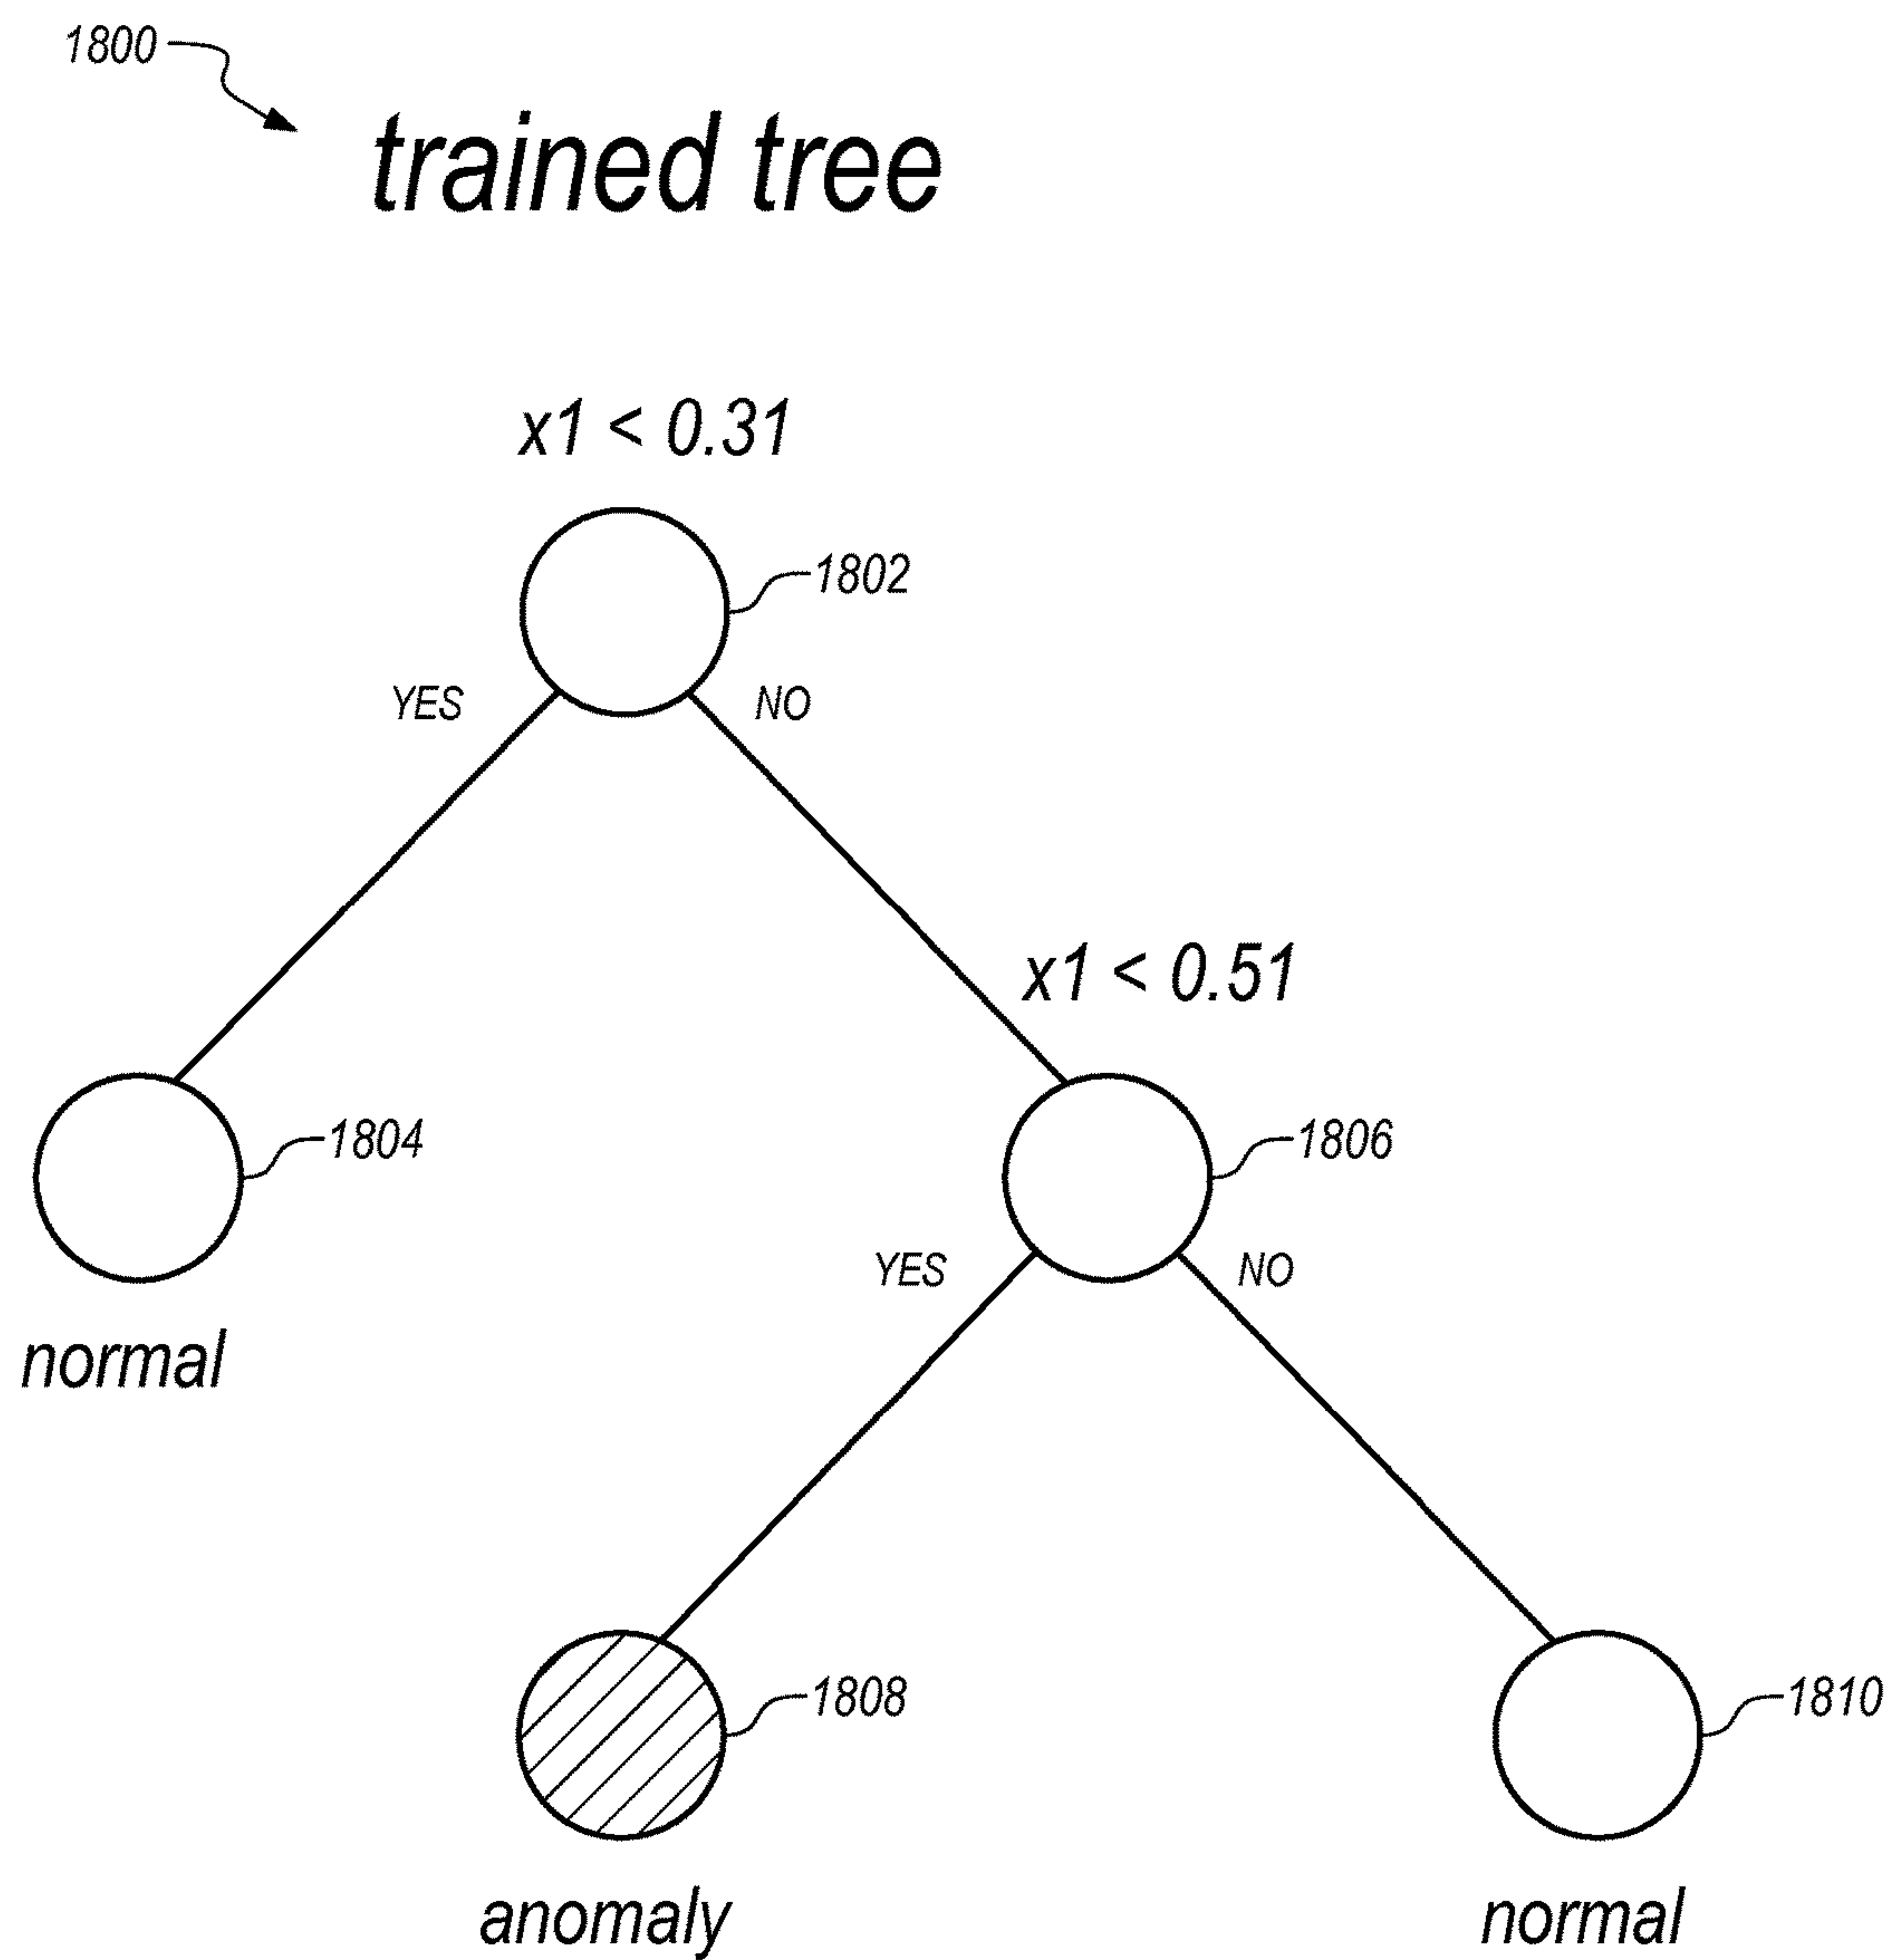 1800
trained tree
x1 < 0.31
1802
YES
NO
x1 < 0.51
1804
1806
YES
NO
normal
1808
1810
anomaly
normal